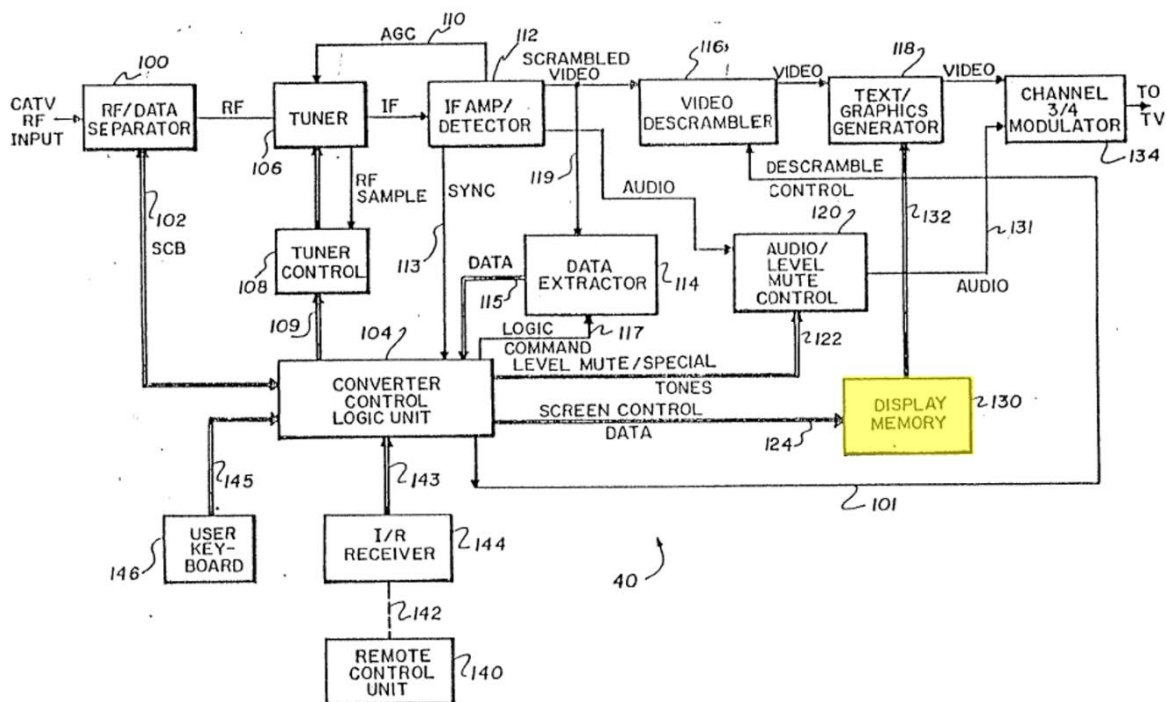 110
AGC
112
SCRAMBLED
VIDEO
116
VIDEO
118
VIDEO
100
CATV
RF
INPUT
RF/DATA
SEPARATOR
RF
TUNER
IF
IF AMP/
DETECTOR
VIDEO
DESCRAMBLER
TEXT/
GRAPHICS
GENERATOR
CHANNEL
3/4
MODULATOR
TO
TV
134
106
102
SCB
RF
SAMPLE
SYNC
119
AUDIO
DESCRAMBLE
CONTROL
132
131
120
108
TUNER
CONTROL
113
DATA
115
DATA
EXTRACTOR
114
AUDIO/
LEVEL
MUTE
CONTROL
AUDIO
109
104
LOGIC
COMMAND
117
122
CONVERTER
CONTROL
LOGIC UNIT
LEVEL MUTE/SPECIAL
TONES
SCREEN CONTROL
DATA
124
DISPLAY
MEMORY
130
145
143
101
USER
KEY-
BOARD
146
I/R
RECEIVER
144
40
142
REMOTE
CONTROL
UNIT
140